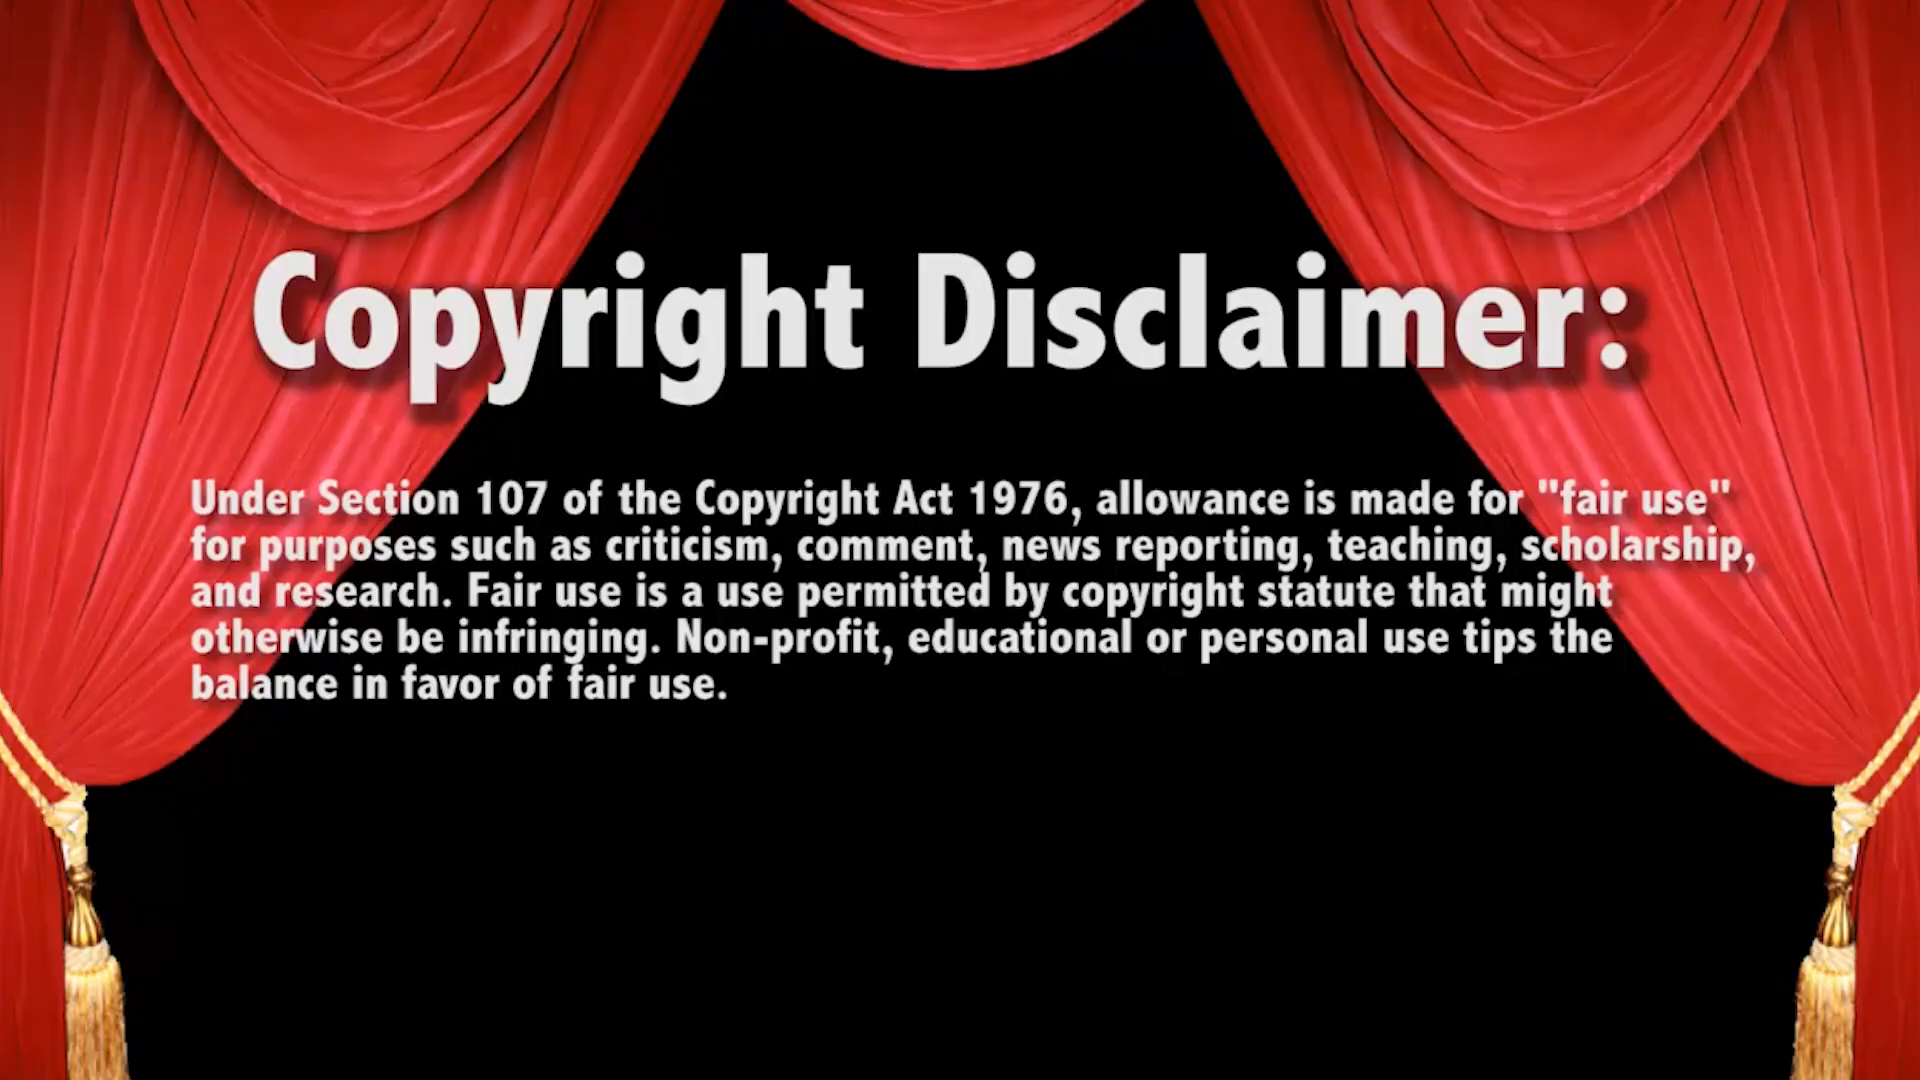 Copyright Disclaimer:
Under Section 107 of the Copyright Act 1976, allowance is made for "fair use"
for purposes such as criticism, comment, news reporting, teaching, scholarship,
and research. Fair use is a use permitted by copyright statute that might
otherwise be infringing. Non-profit, educational or personal use tips the
balance in favor of fair use.